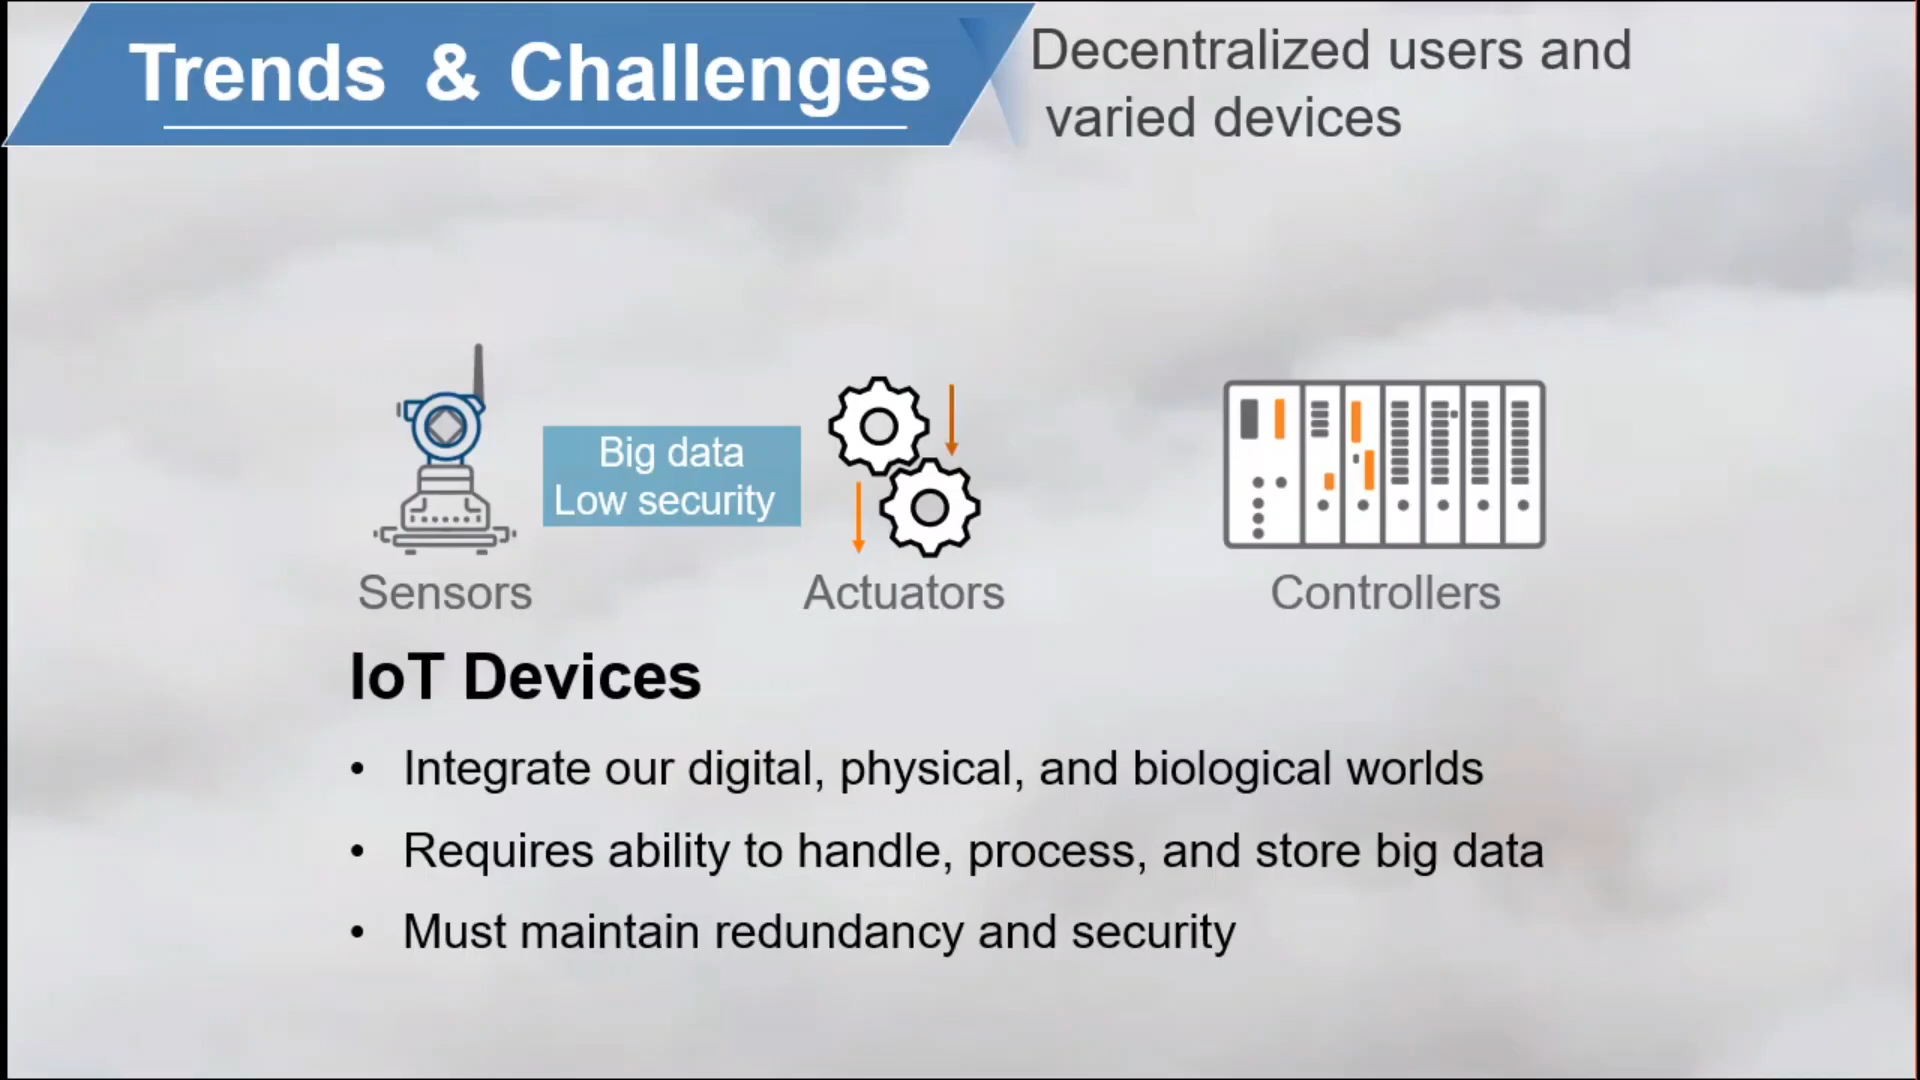 Trends & Challenges
Decentralized users and
varied devices
Big data
Low security
Sensors
Actuators
Controllers
IoT Devices
• Integrate our digital, physical, and biological worlds
• Requires ability to handle, process, and store big data
• Must maintain redundancy and security